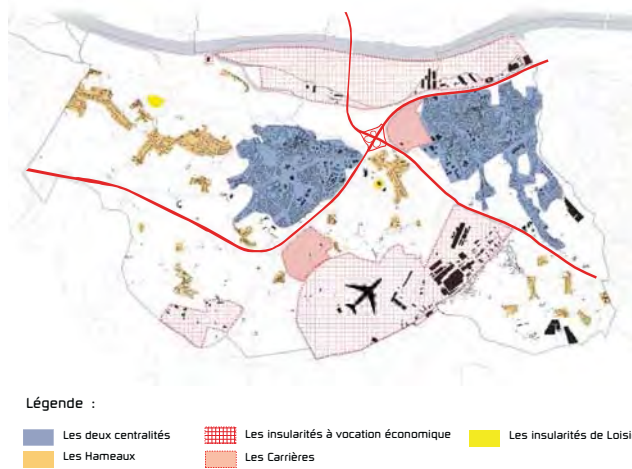 Légende :
Les deux centralités
Les insularités à vocation économique
Les insularités de Loisi
Les Hameaux
Les Carrières